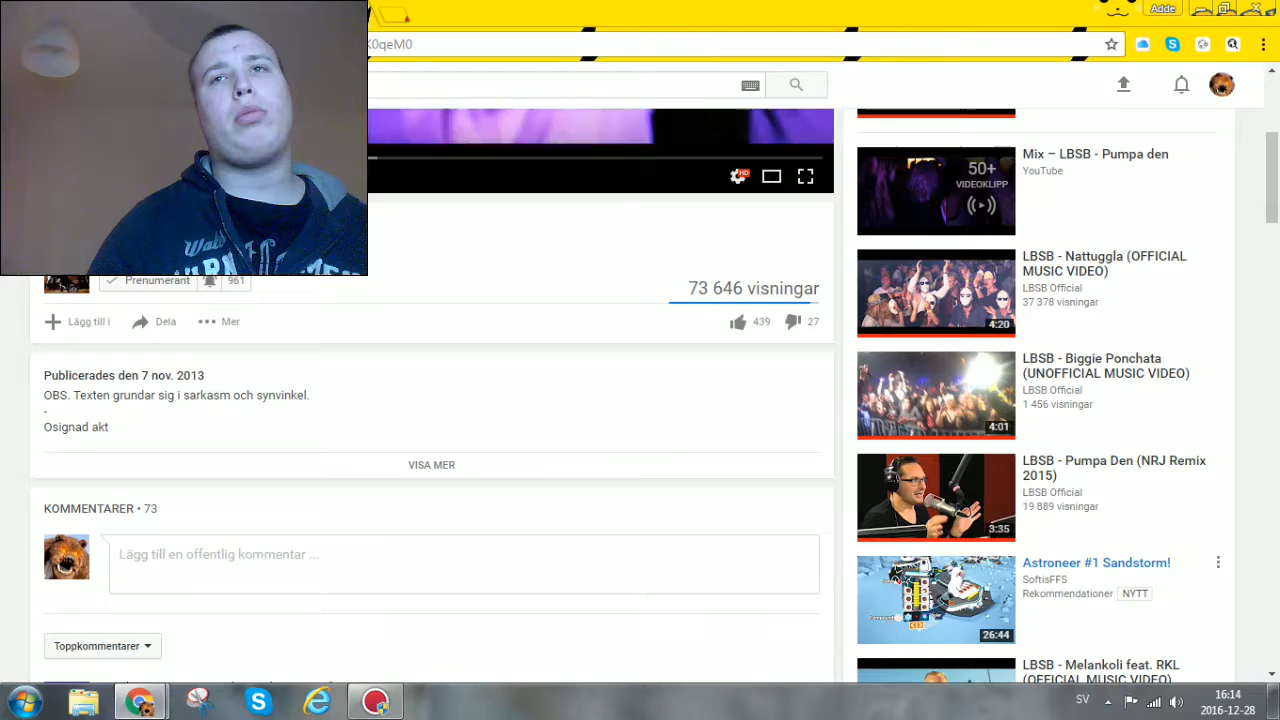 Adde
K0qeM0
HD
Prenumerant
961
73 646 visningar
Lägg till i
Dela
Mer
439
27
Publicerades den 7 nov. 2013
OBS. Texten grundar sig i sarkasm och synvinkel.
-
Osignad akt
VISA MER
KOMMENTARER • 73
Lägg till en offentlig kommentar ...
Toppkommentarer
50+
VIDEOKLIPP
Mix – LBSB - Pumpa den
YouTube
4:20
LBSB - Nattuggla (OFFICIAL
MUSIC VIDEO)
LBSB Official
37 378 visningar
4:01
LBSB - Biggie Ponchata
(UNOFFICIAL MUSIC VIDEO)
LBSB Official
1 456 visningar
3:35
LBSB - Pumpa Den (NRJ Remix
2015)
LBSB Official
19 889 visningar
26:44
Astroneer #1 Sandstorm!
SoftisFFS
Rekommendationer NYTT
LBSB - Melankoli feat. RKL
(OFFICIAL MUSIC VIDEO)
SV
16:14
2016-12-28